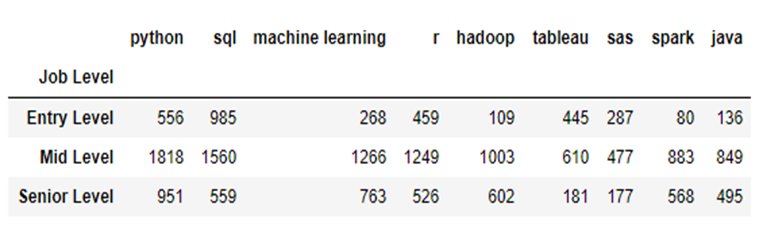 python sql machine learning r hadoop tableau sas spark java
Job Level
Entry Level 556 985 268 459 109 445 287 80 136
Mid Level 1818 1560 1266 1249 1003 610 477 883 849
Senior Level 951 559 763 526 602 181 177 568 495